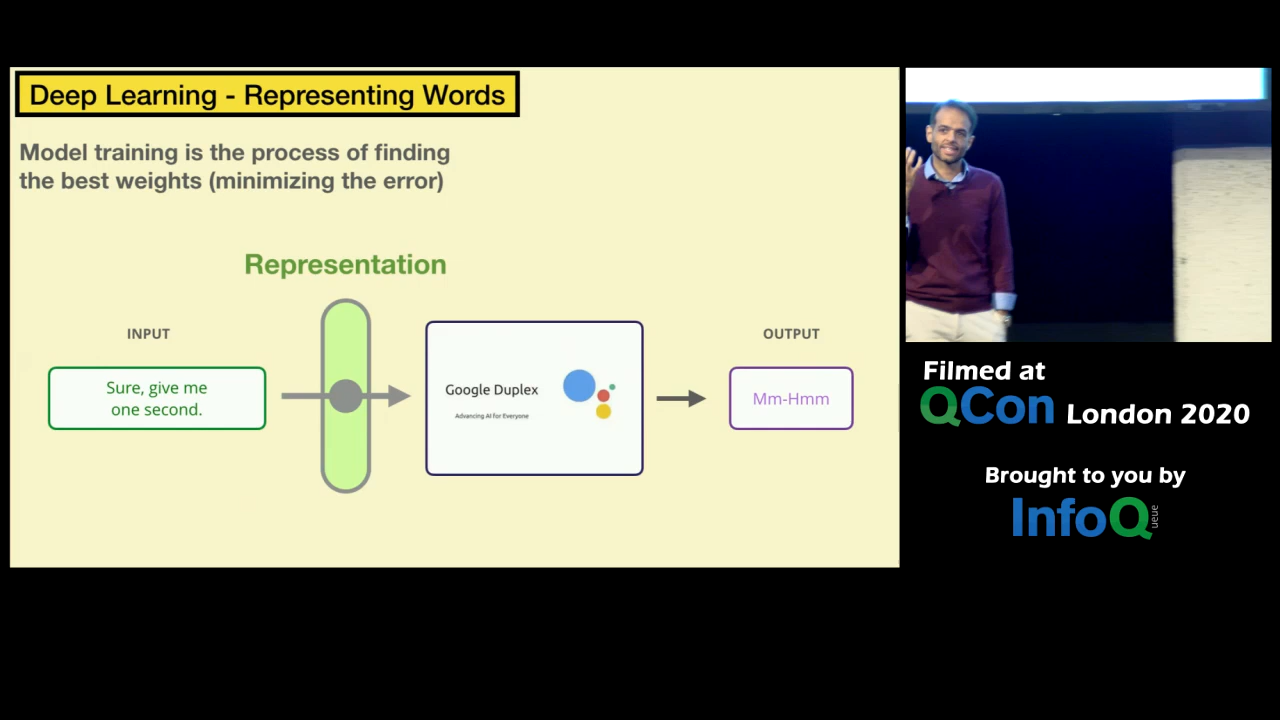 Deep Learning - Representing Words
Model training is the process of finding
the best weights (minimizing the error)
Representation
INPUT
Sure, give me
one second.
Google Duplex
Advancing AI for Everyone
OUTPUT
Mm-Hmm
Filmed at
QCon London 2020
Brought to you by
InfoQueue